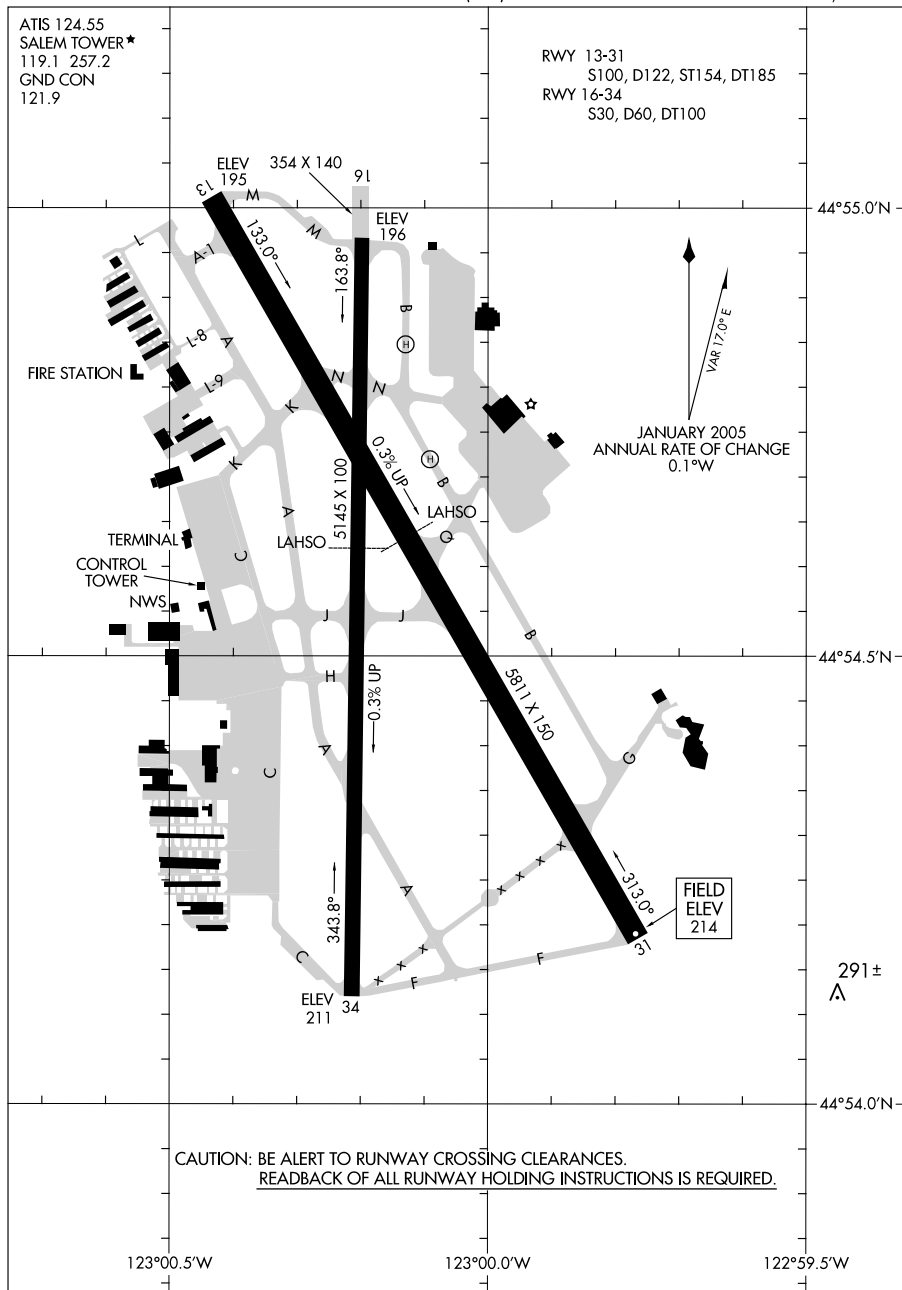 ATIS 124.55
SALEM TOWER★
119.1 257.2
GND CON
121.9
RWY 13-31
S100, D122, ST154, DT185
RWY 16-34
S30, D60, DT100
354 X 140
16
ELEV
195
13
M
M
ELEV
196
44°55.0'N
L
A-1
133.0°
163.8°
B
H
VAR 17.0° E
L-8
A
FIRE STATION
L-9
K
N
N
JANUARY 2005
ANNUAL RATE OF CHANGE
0.1°W
K
0.3% UP
H
B
A
5145 X 100
LAHSO
LAHSO
Q
TERMINAL
C
CONTROL
TOWER
NWS
J
J
B
44°54.5'N
H
0.3% UP
5811 X 150
A
C
G
X
X
X
X
A
343.8°
313.0°
FIELD
ELEV
214
31
C
X
X
X
F
F
291±
ELEV
211
34
44°54.0'N
CAUTION: BE ALERT TO RUNWAY CROSSING CLEARANCES.
READBACK OF ALL RUNWAY HOLDING INSTRUCTIONS IS REQUIRED.
123°00.5'W
123°00.0'W
122°59.5'W